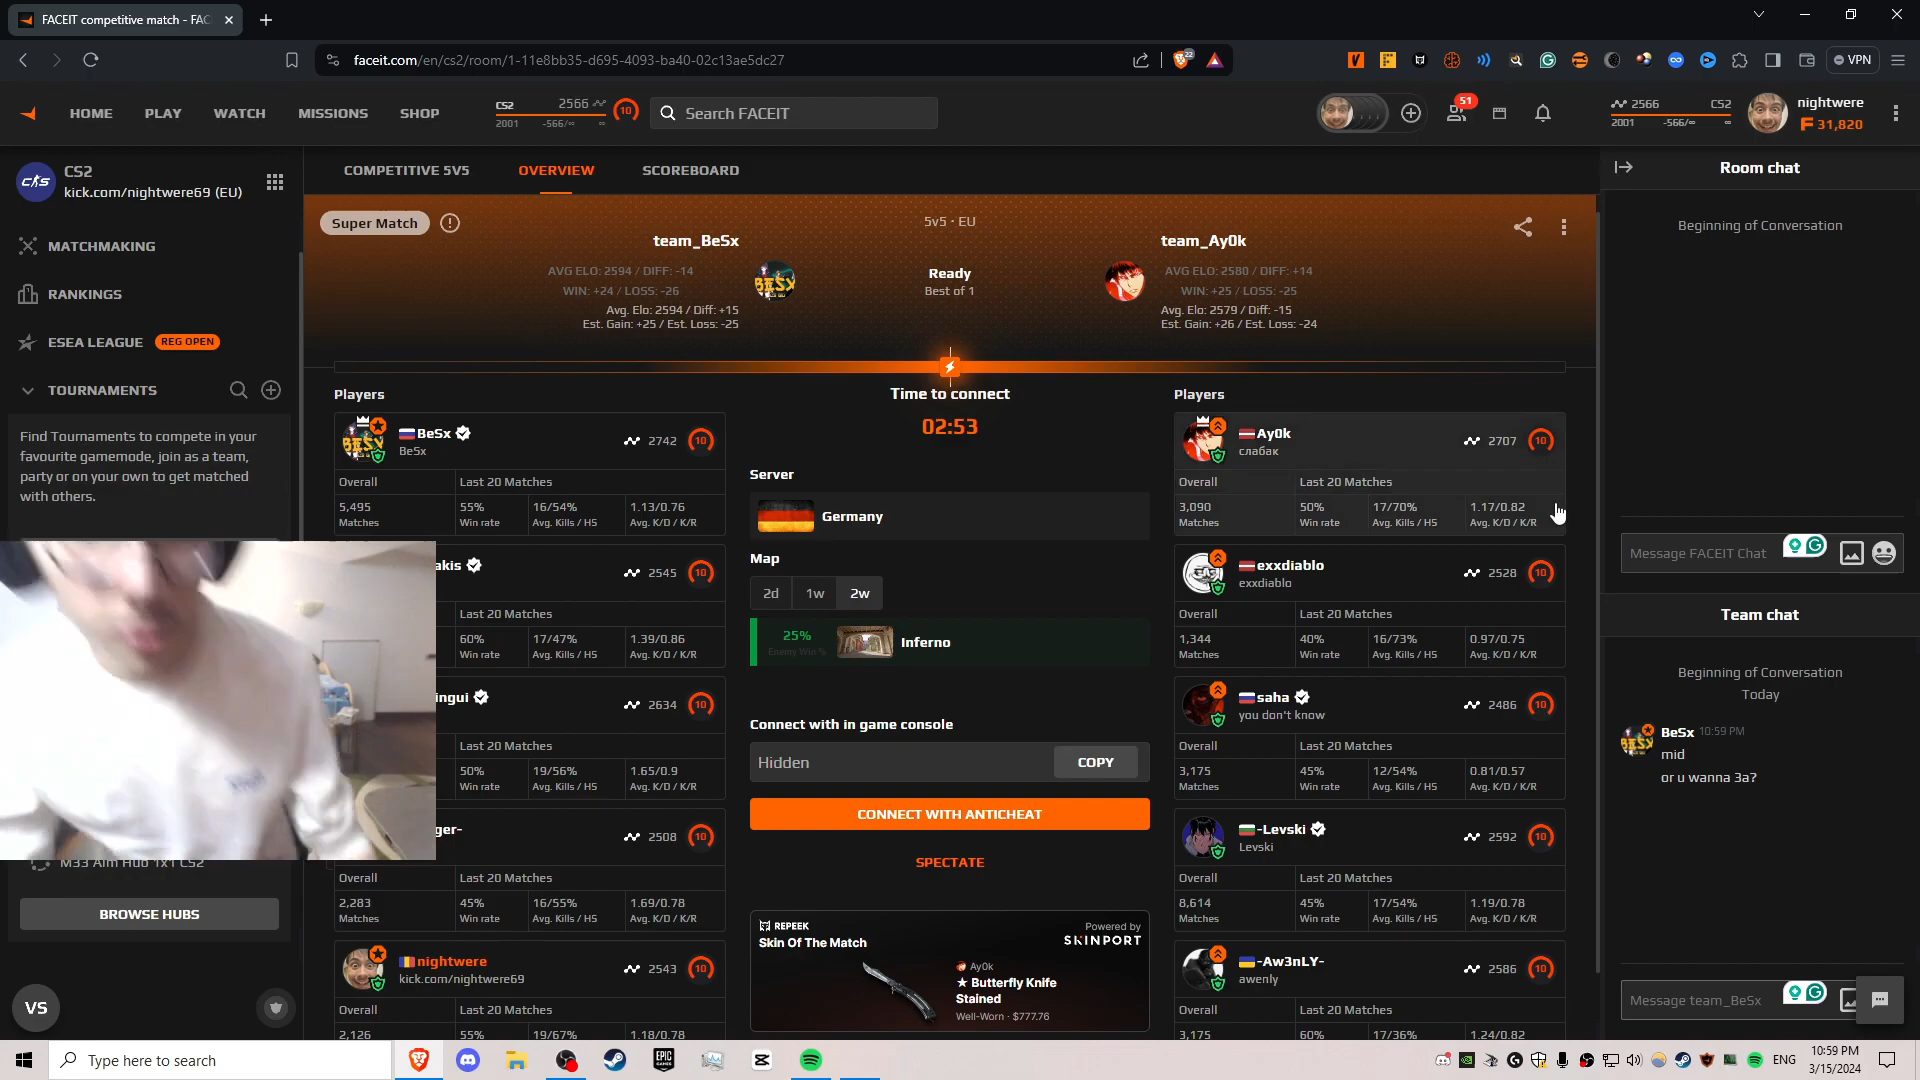 FACEIT competitive match - FAC
faceit.com/en/cs2/room/1-11e8bb35-d695-4093-ba40-02c13ae5dc27
22
VPN
HOME
PLAY
WATCH
MISSIONS
SHOP
CS2 2566 10
2001 -566/∞ ∞
Search FACEIT
51
2566 CS2
2001 -566/∞ ∞
nightwere
31,820
CS2
kick.com/nightwere69 (EU)
MATCHMAKING
RANKINGS
ESEA LEAGUE REG OPEN
TOURNAMENTS
Find Tournaments to compete in your
favourite gamemode, join as a team,
party or on your own to get matched
with others.
M33 Aim Hub 1x1 CS2
BROWSE HUBS
VS
COMPETITIVE 5V5
OVERVIEW
SCOREBOARD
Super Match
5v5 · EU
team_BeSx
AVG ELO: 2594 / DIFF: -14
WIN: +24 / LOSS: -26
Avg. Elo: 2594 / Diff: +15
Est. Gain: +25 / Est. Loss: -25
BESX
Ready
Best of 1
team_Ay0k
AVG ELO: 2580 / DIFF: +14
WIN: +25 / LOSS: -25
Avg. Elo: 2579 / Diff: -15
Est. Gain: +26 / Est. Loss: -24
Players
BeSx 2742 10
BeSx
Overall Last 20 Matches
5,495 55% 16/54% 1.13/0.76
Matches Win rate Avg. Kills / HS Avg. K/D / K/R
akis 2545 10
Last 20 Matches
60% 17/47% 1.39/0.86
Win rate Avg. Kills / HS Avg. K/D / K/R
ingui 2634 10
Last 20 Matches
50% 19/56% 1.65/0.9
Win rate Avg. Kills / HS Avg. K/D / K/R
ger- 2508 10
Overall Last 20 Matches
2,283 45% 16/55% 1.69/0.78
Matches Win rate Avg. Kills / HS Avg. K/D / K/R
nightwere 2543 10
kick.com/nightwere69
Overall Last 20 Matches
2,126 55% 19/67% 1.18/0.78
Time to connect
02:53
Server
Germany
Map
2d 1w 2w
25% Inferno
Enemy Win %
Connect with in game console
Hidden COPY
CONNECT WITH ANTICHEAT
SPECTATE
REPEEK
Skin Of The Match
Powered by
SKINPORT
Ay0k
★ Butterfly Knife
Stained
Well-Worn · $777.76
Players
Ay0k 2707 10
слабак
Overall Last 20 Matches
3,090 50% 17/70% 1.17/0.82
Matches Win rate Avg. Kills / HS Avg. K/D / K/R
exxdiablo 2528 10
exxdiablo
Overall Last 20 Matches
1,344 40% 16/73% 0.97/0.75
Matches Win rate Avg. Kills / HS Avg. K/D / K/R
saha 2486 10
you don't know
Overall Last 20 Matches
3,175 45% 12/54% 0.81/0.57
Matches Win rate Avg. Kills / HS Avg. K/D / K/R
-Levski 2592 10
Levski
Overall Last 20 Matches
8,614 45% 17/54% 1.19/0.78
Matches Win rate Avg. Kills / HS Avg. K/D / K/R
-Aw3nLY- 2586 10
awenly
Overall Last 20 Matches
3,175 60% 17/36% 1.24/0.82
Room chat
Beginning of Conversation
Message FACEIT Chat
Team chat
Beginning of Conversation
Today
BeSx 10:59 PM
mid
or u wanna 3a?
Message team_BeSx
Type here to search
ENG
10:59 PM
3/15/2024